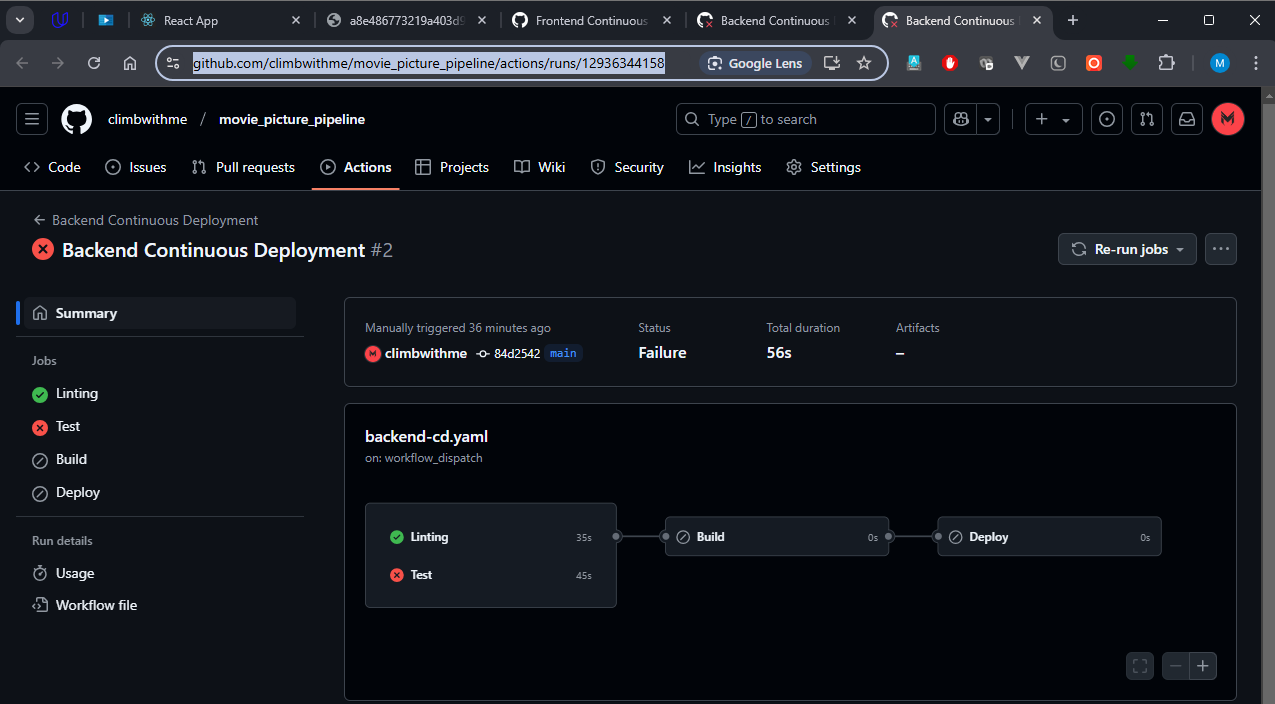 React App
a8e486773219a403d9
Frontend Continuous
Backend Continuous
Backend Continuous
github.com/climbwithme/movie_picture_pipeline/actions/runs/12936344158
Google Lens
M
climbwithme / movie_picture_pipeline
Type / to search
M
Code
Issues
Pull requests
Actions
Projects
Wiki
Security
Insights
Settings
Backend Continuous Deployment
Backend Continuous Deployment #2
Re-run jobs
Summary
Jobs
Linting
Test
Build
Deploy
Run details
Usage
Workflow file
Manually triggered 36 minutes ago
climbwithme 84d2542 main
Status
Failure
Total duration
56s
Artifacts
–
backend-cd.yaml
on: workflow_dispatch
Linting 35s
Test 45s
Build 0s
Deploy 0s